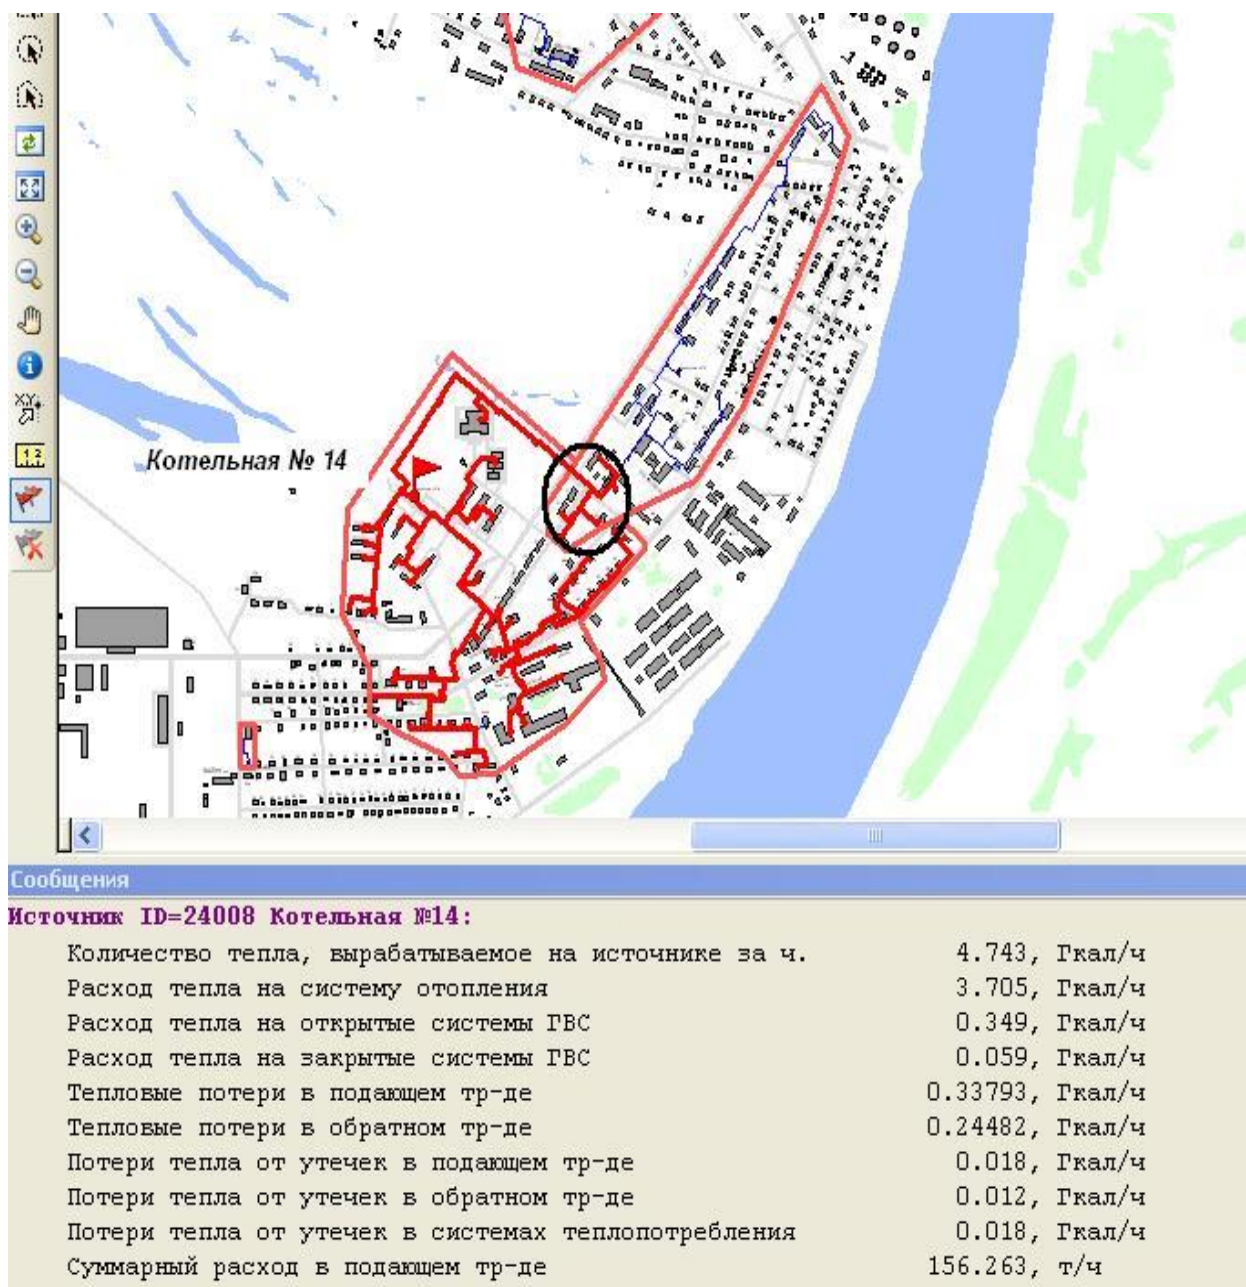 Котельная № 14
Сообщения
Источник ID=24008 Котельная №14:
Количество тепла, вырабатываемое на источнике за ч. 4.743, Гкал/ч
Расход тепла на систему отопления 3.705, Гкал/ч
Расход тепла на открытые системы ГВС 0.349, Гкал/ч
Расход тепла на закрытые системы ГВС 0.059, Гкал/ч
Тепловые потери в подающем тр-де 0.33793, Гкал/ч
Тепловые потери в обратном тр-де 0.24482, Гкал/ч
Потери тепла от утечек в подающем тр-де 0.018, Гкал/ч
Потери тепла от утечек в обратном тр-де 0.012, Гкал/ч
Потери тепла от утечек в системах теплопотребления 0.018, Гкал/ч
Суммарный расход в подающем тр-де 156.263, т/ч